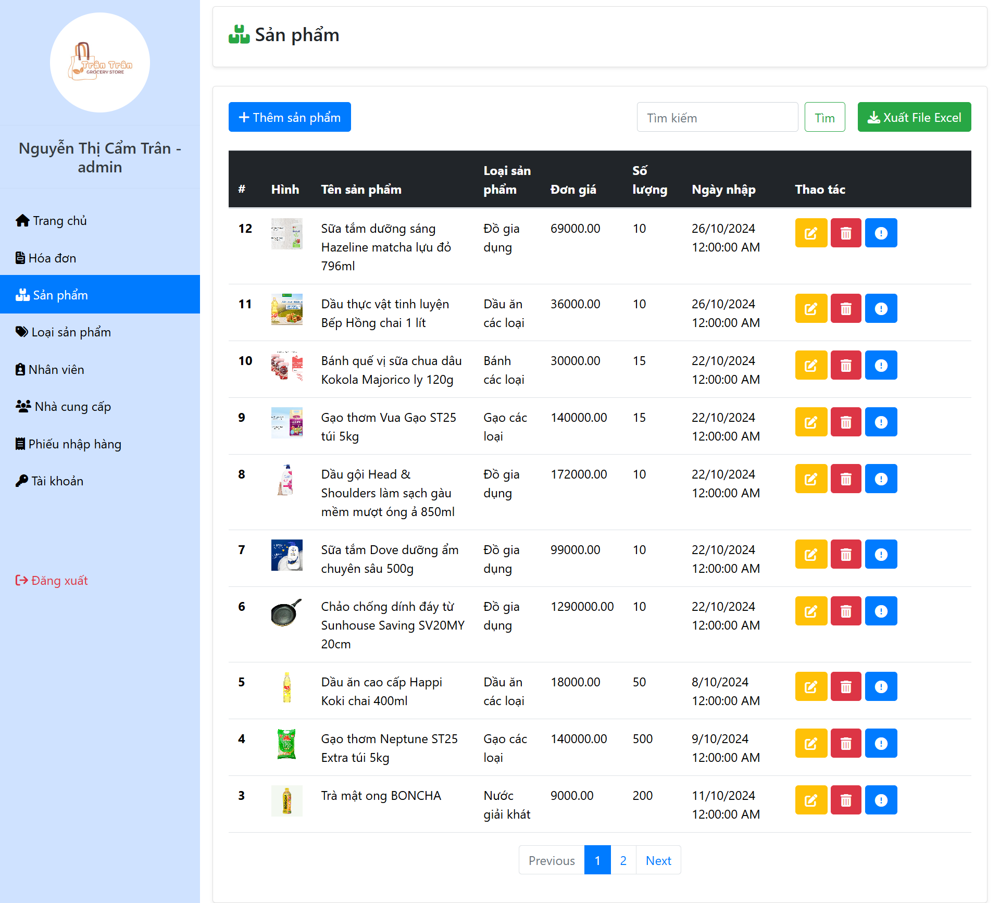 Trân Trân
GROCERY STORE
Nguyễn Thị Cẩm Trân -
admin
Trang chủ
Hóa đơn
Sản phẩm
Loại sản phẩm
Nhân viên
Nhà cung cấp
Phiếu nhập hàng
Tài khoản
Đăng xuất
Sản phẩm
Thêm sản phẩm
Tìm kiếm
Tìm
Xuất File Excel
# Hình Tên sản phẩm Loại sản phẩm Đơn giá Số lượng Ngày nhập Thao tác
12 Sữa tắm dưỡng sáng Đồ gia 69000.00 10 26/10/2024
Hazeline matcha lựu đỏ dụng 12:00:00 AM
796ml
11 Dầu thực vật tinh luyện Dầu ăn 36000.00 10 26/10/2024
Bếp Hồng chai 1 lít các loại 12:00:00 AM
10 Bánh quế vị sữa chua dâu Bánh 30000.00 15 22/10/2024
Kokola Majorico ly 120g các loại 12:00:00 AM
9 Gạo thơm Vua Gạo ST25 Gạo các 140000.00 15 22/10/2024
túi 5kg loại 12:00:00 AM
8 Dầu gội Head & Đồ gia 172000.00 10 22/10/2024
Shoulders làm sạch gàu dụng 12:00:00 AM
mềm mượt óng ả 850ml
7 Sữa tắm Dove dưỡng ẩm Đồ gia 99000.00 10 22/10/2024
chuyên sâu 500g dụng 12:00:00 AM
6 Chảo chống dính đáy từ Đồ gia 1290000.00 10 22/10/2024
Sunhouse Saving SV20MY dụng 12:00:00 AM
20cm
5 Dầu ăn cao cấp Happi Dầu ăn 18000.00 50 8/10/2024
Koki chai 400ml các loại 12:00:00 AM
4 Gạo thơm Neptune ST25 Gạo các 140000.00 500 9/10/2024
Extra túi 5kg loại 12:00:00 AM
3 BONCHA Trà mật ong BONCHA Nước 9000.00 200 11/10/2024
giải khát 12:00:00 AM
Previous 1 2 Next